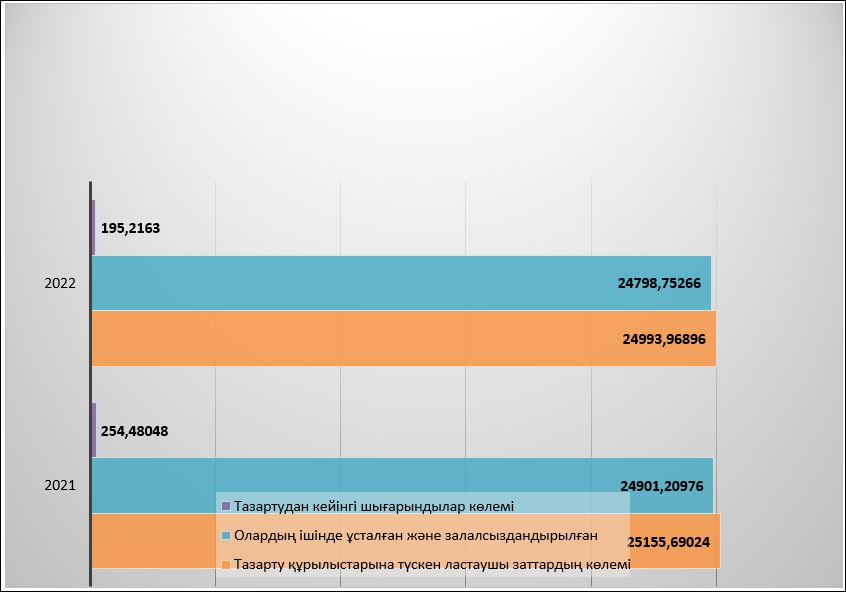 195,2163
2022
24798,75266
24993,96896
254,48048
2021
24901,20976
Тазартудан кейінгі шығарындылар көлемі
Олардың ішінде ұсталған және залалсыздандырылған
25155,69024
Тазарту құрылыстарына түскен ластаушы заттардың көлемі